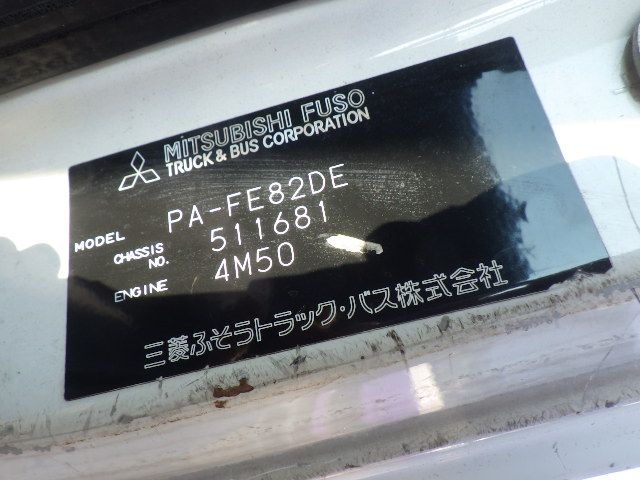 MITSUBISHI FUSO
TRUCK & BUS CORPORATION
MODEL PA-FE82DE
CHASSIS NO. 511681
ENGINE 4M50
三菱ふそうトラック・バス株式会社